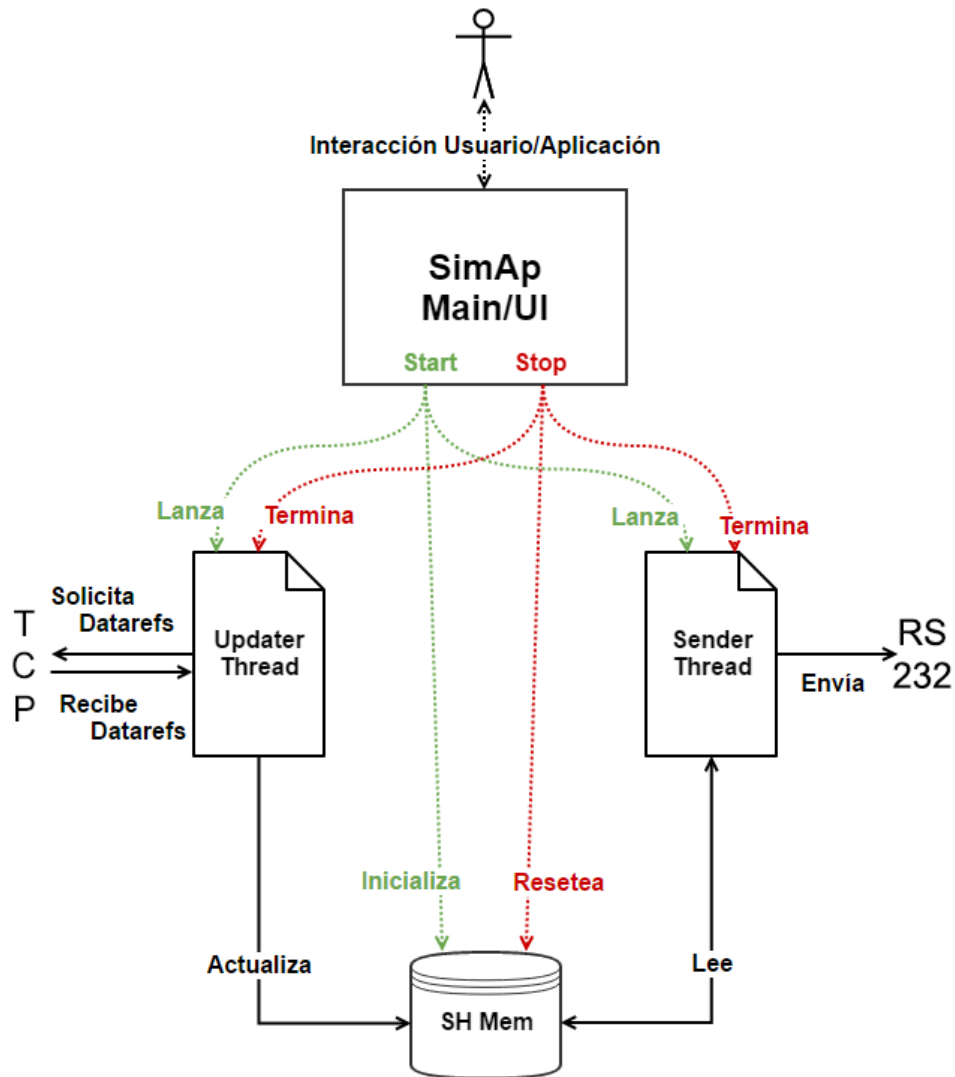 Interacción Usuario/Aplicación
SimAp
Main/UI
Start
Stop
Lanza
Termina
Lanza
Termina
T
C
P
Solicita
Datarefs
Recibe
Datarefs
Updater
Thread
Sender
Thread
Envía
RS
232
Inicializa
Resetea
Actualiza
Lee
SH Mem